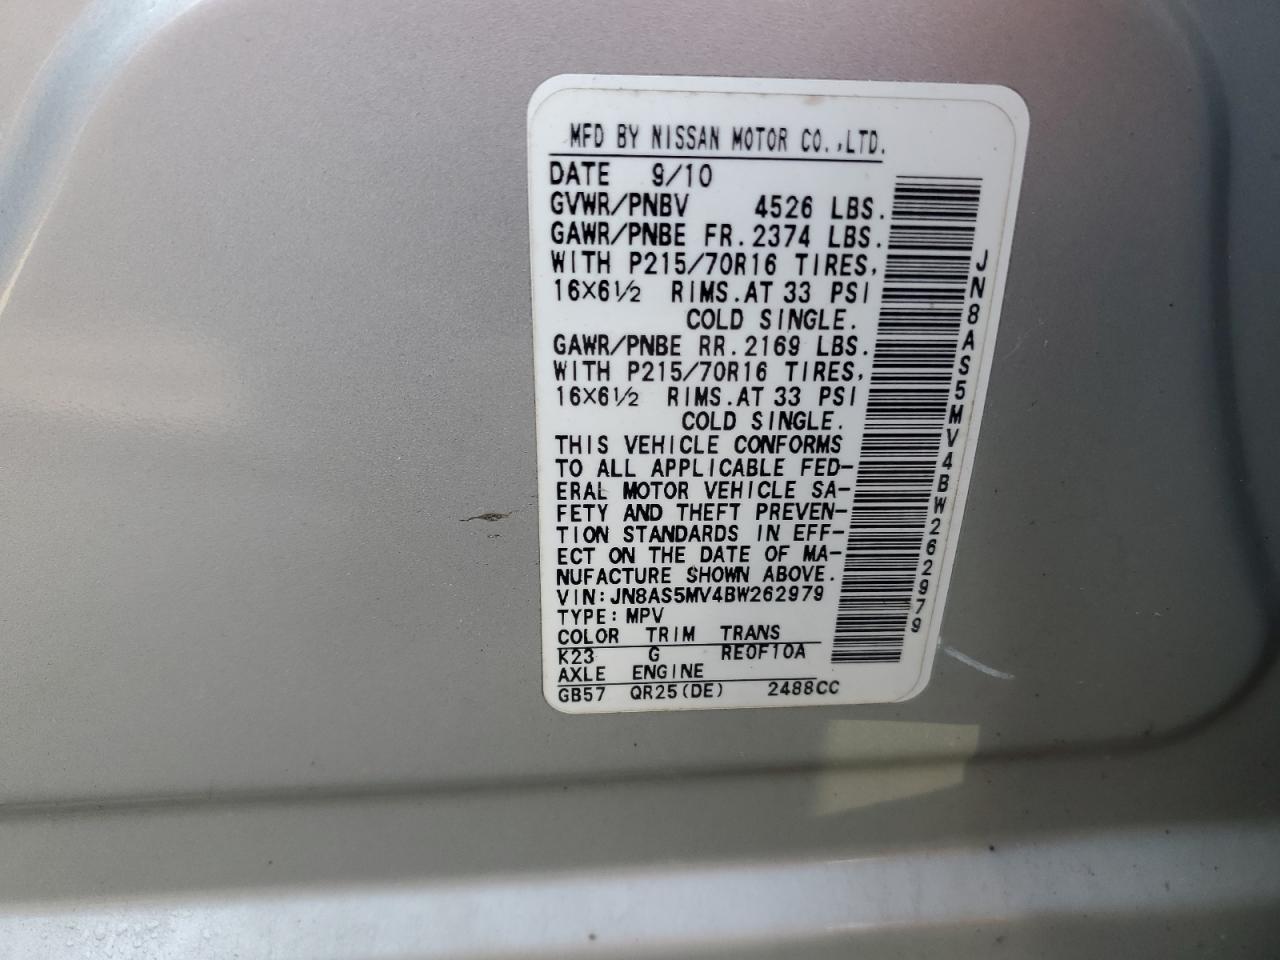 MFD BY NISSAN MOTOR CO.,LTD.
DATE 9/10
GVWR/PNBV 4526 LBS.
GAWR/PNBE FR.2374 LBS.
WITH P215/70R16 TIRES,
16X6½ RIMS.AT 33 PSI
COLD SINGLE.
GAWR/PNBE RR.2169 LBS.
WITH P215/70R16 TIRES,
16X6½ RIMS.AT 33 PSI
COLD SINGLE.
THIS VEHICLE CONFORMS
TO ALL APPLICABLE FED-
ERAL MOTOR VEHICLE SA-
FETY AND THEFT PREVEN-
TION STANDARDS IN EFF-
ECT ON THE DATE OF MA-
NUFACTURE SHOWN ABOVE.
VIN:JN8AS5MV4BW262979
TYPE:MPV
COLOR TRIM TRANS
K23 G RE0F10A
AXLE ENGINE
GB57 QR25(DE) 2488CC
JN8AS5MV4BW262979